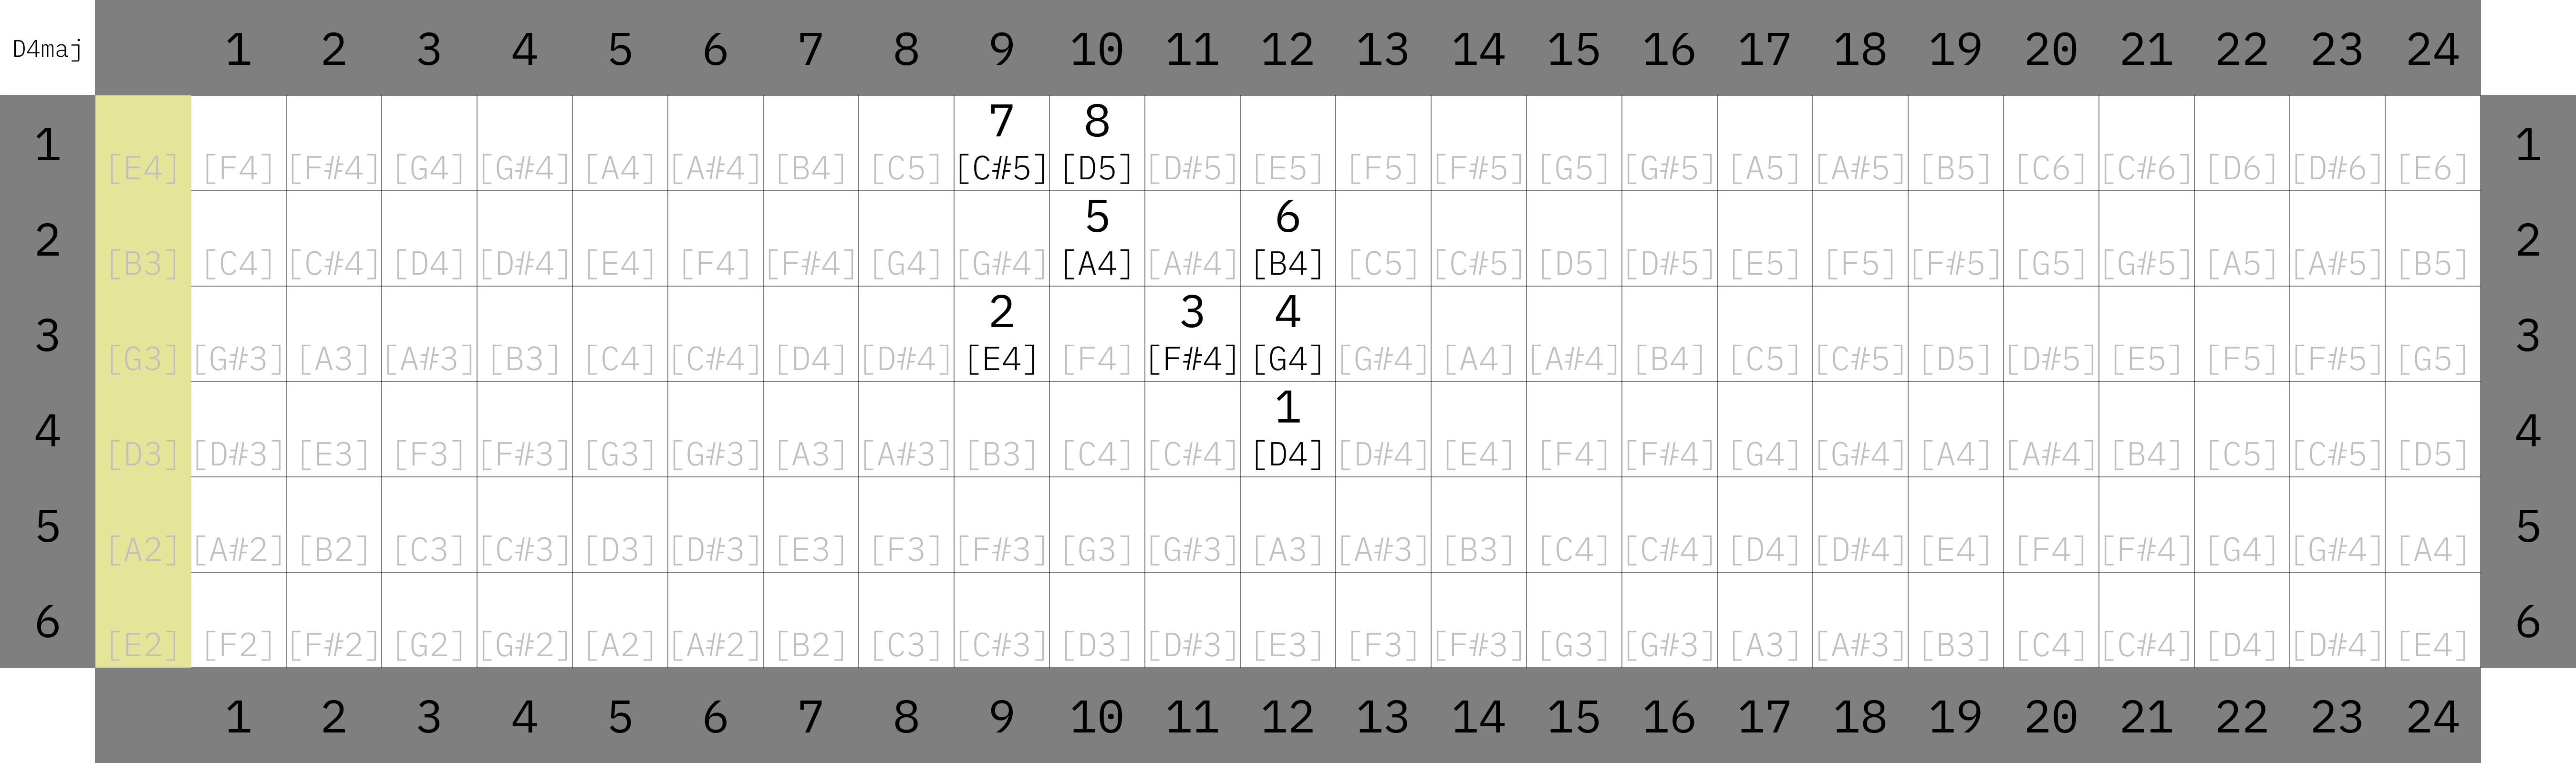 D4maj 1 2 3 4 5 6 7 8 9 10 11 12 13 14 15 16 17 18 19 20 21 22 23 24
7 8
1 [E4] [F4] [F#4] [G4] [G#4] [A4] [A#4] [B4] [C5] [C#5] [D5] [D#5] [E5] [F5] [F#5] [G5] [G#5] [A5] [A#5] [B5] [C6] [C#6] [D6] [D#6] [E6] 1
5 6
2 [B3] [C4] [C#4] [D4] [D#4] [E4] [F4] [F#4] [G4] [G#4] [A4] [A#4] [B4] [C5] [C#5] [D5] [D#5] [E5] [F5] [F#5] [G5] [G#5] [A5] [A#5] [B5] 2
2 3 4
3 [G3] [G#3] [A3] [A#3] [B3] [C4] [C#4] [D4] [D#4] [E4] [F4] [F#4] [G4] [G#4] [A4] [A#4] [B4] [C5] [C#5] [D5] [D#5] [E5] [F5] [F#5] [G5] 3
1
4 [D3] [D#3] [E3] [F3] [F#3] [G3] [G#3] [A3] [A#3] [B3] [C4] [C#4] [D4] [D#4] [E4] [F4] [F#4] [G4] [G#4] [A4] [A#4] [B4] [C5] [C#5] [D5] 4
5 [A2] [A#2] [B2] [C3] [C#3] [D3] [D#3] [E3] [F3] [F#3] [G3] [G#3] [A3] [A#3] [B3] [C4] [C#4] [D4] [D#4] [E4] [F4] [F#4] [G4] [G#4] [A4] 5
6 [E2] [F2] [F#2] [G2] [G#2] [A2] [A#2] [B2] [C3] [C#3] [D3] [D#3] [E3] [F3] [F#3] [G3] [G#3] [A3] [A#3] [B3] [C4] [C#4] [D4] [D#4] [E4] 6
1 2 3 4 5 6 7 8 9 10 11 12 13 14 15 16 17 18 19 20 21 22 23 24